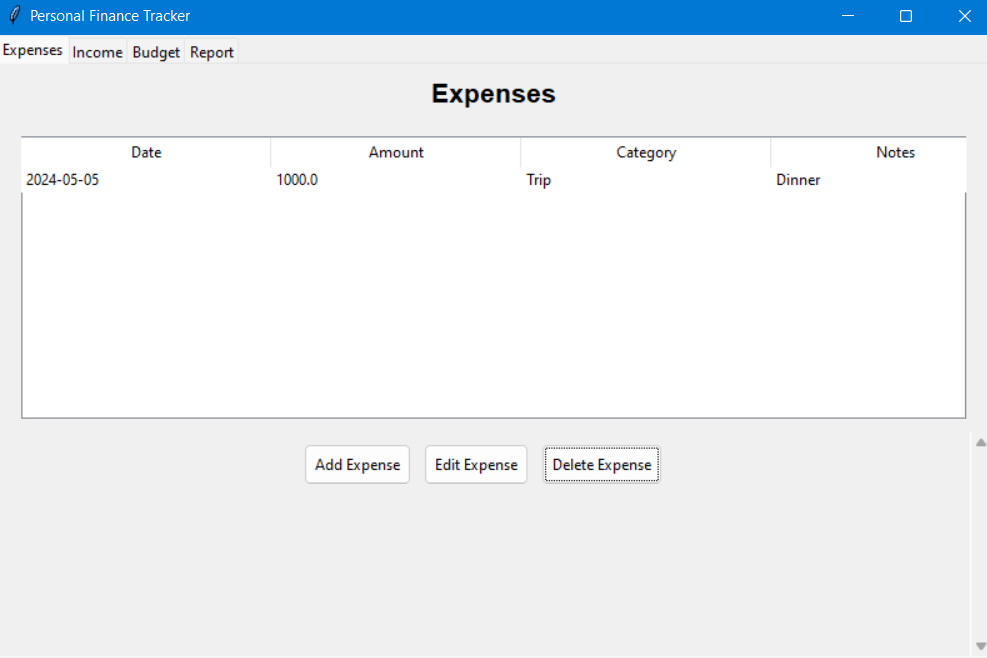 Personal Finance Tracker
Expenses Income Budget Report
Expenses
Date Amount Category Notes
2024-05-05 1000.0 Trip Dinner
Add Expense Edit Expense Delete Expense